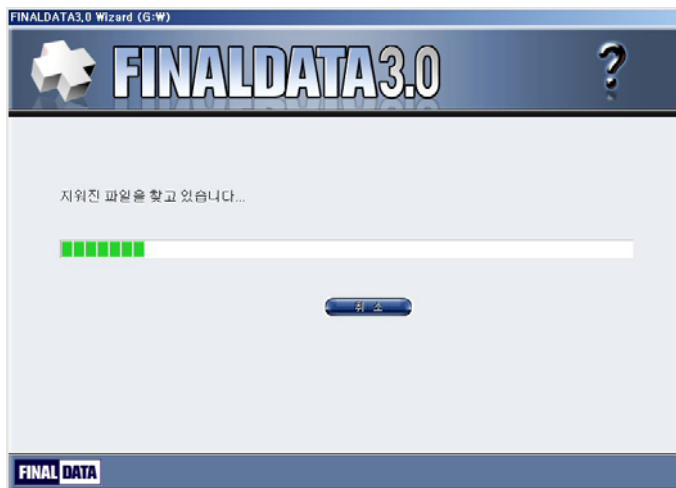 FINALDATA3,0 Wizard (G:₩)
FINALDATA3.0
?
지워진 파일을 찾고 있습니다...
취 소
FINAL DATA